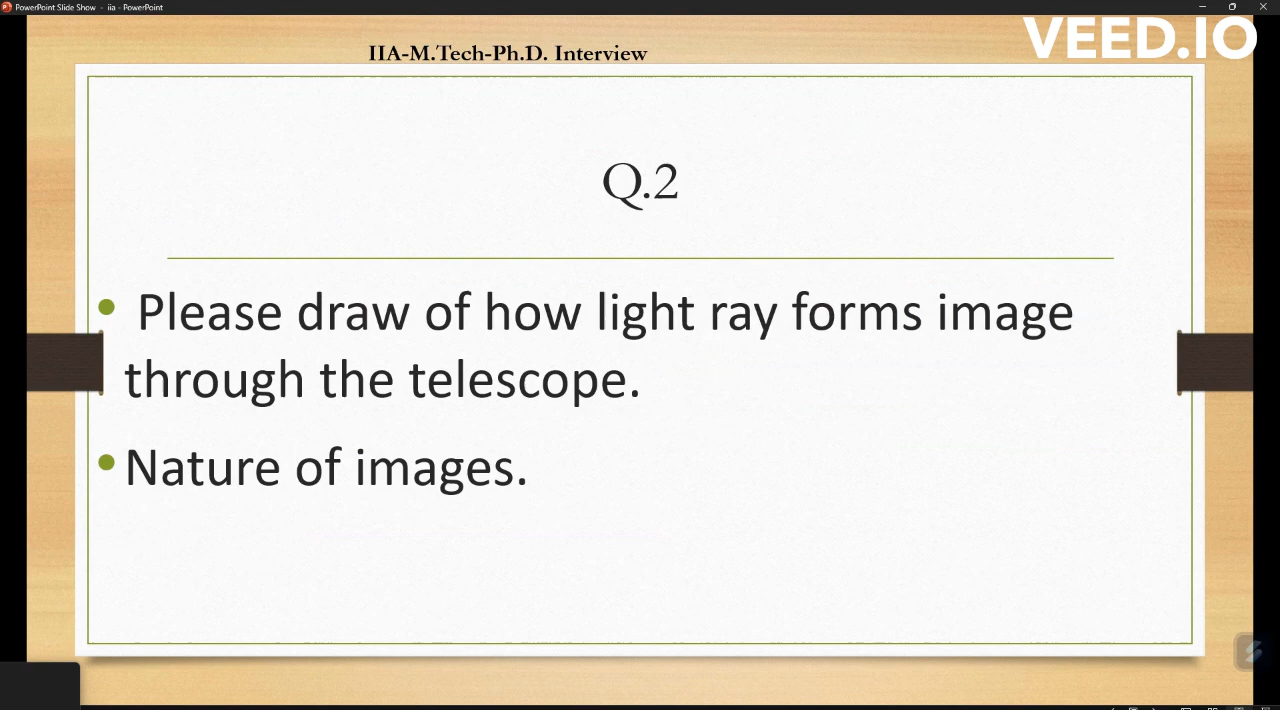 PowerPoint Slide Show - iia - PowerPoint
VEED.IO
IIA-M.Tech-Ph.D. Interview
Q.2
• Please draw of how light ray forms image
through the telescope.
• Nature of images.